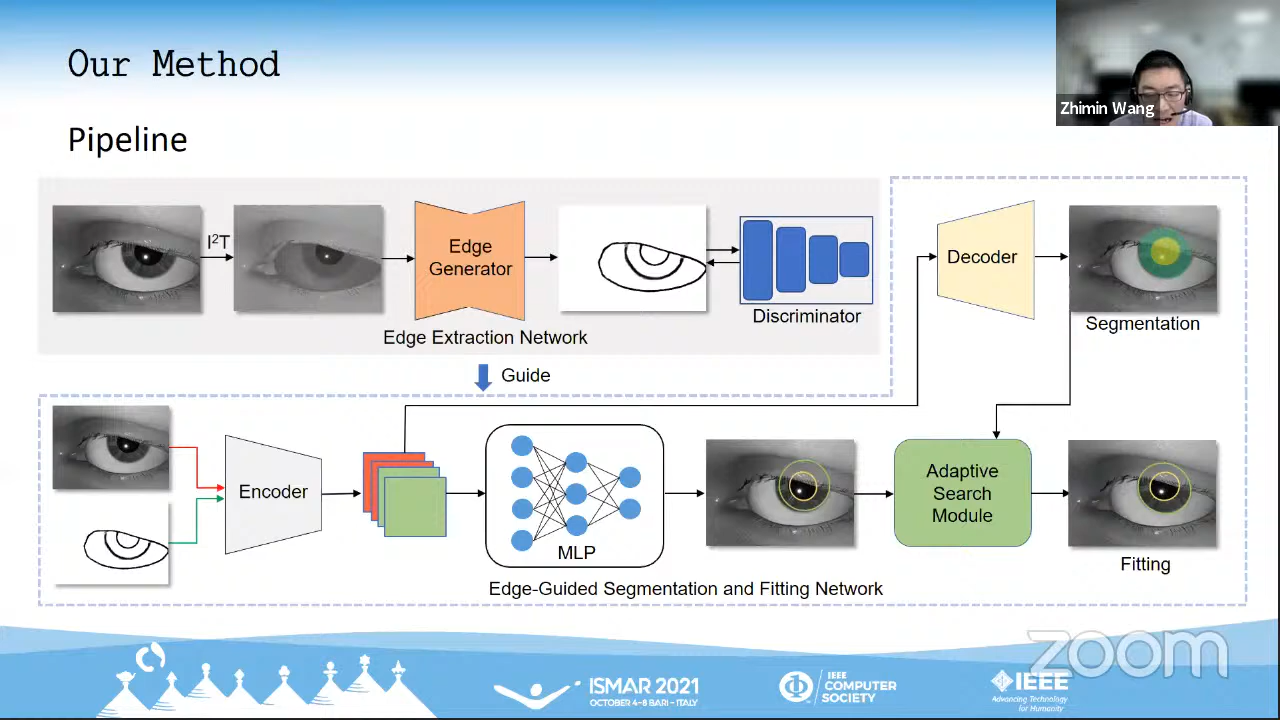 Our Method
Zhimin Wang
Pipeline
I²T
Edge
Generator
Decoder
Discriminator
Segmentation
Edge Extraction Network
Guide
Encoder
MLP
Adaptive
Search
Module
Fitting
Edge-Guided Segmentation and Fitting Network
zoom
ISMAR 2021
OCTOBER 4-8 BARI - ITALY
IEEE
COMPUTER
SOCIETY
IEEE
Advancing Technology
for Humanity